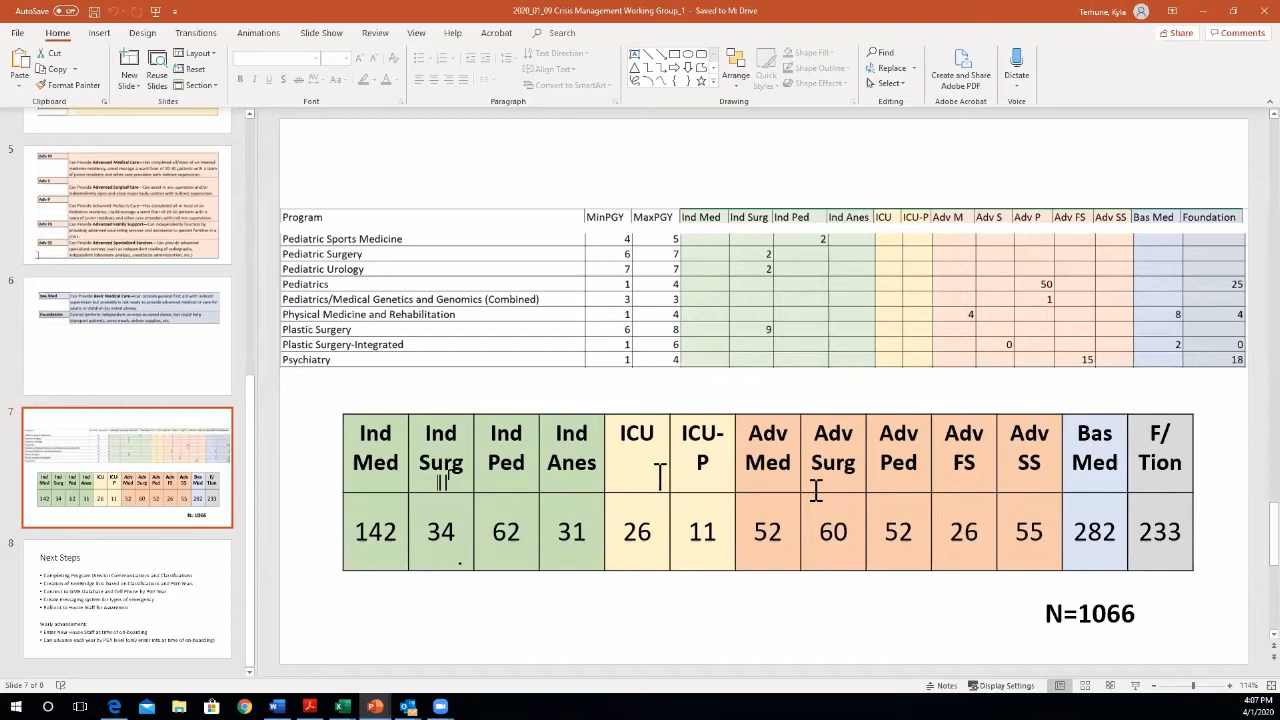 AutoSave Off
2020_01_09 Crisis Management Working Group_1 - Saved to My Drive
Terhune, Kyla
File Home Insert Design Transitions Animations Slide Show Review View Help Acrobat Search
Share Comments
Paste Cut Copy Format Painter
Clipboard
New Slide Reuse Slides Layout Reset Section
Slides
Font
Text Direction Align Text Convert to SmartArt
Paragraph
Arrange Quick Styles Shape Fill Shape Outline Shape Effects
Drawing
Find Replace Select
Editing
Create and Share Adobe PDF
Adobe Acrobat
Dictate
Voice
5
6
7
8
Next Steps
Yearly advancement:
Program MinPGY MaxPGY Ind Med Ind Surg Ind Ped Ind Anes ICU ICU-P Adv M Adv S Adv P Adv FS Adv SS Bas Med Foundation
Pediatric Sports Medicine 4 5 2
Pediatric Surgery 6 7 2
Pediatric Urology 7 7 2
Pediatrics 1 4 50 25
Pediatrics/Medical Genetics and Genomics (Combined) 3 3 1
Physical Medicine and Rehabilitation 1 4 4 8 4
Plastic Surgery 6 8 9
Plastic Surgery-Integrated 1 6 0 2 0
Psychiatry 1 4 15 18
Ind Med Ind Surg Ind Ped Ind Anes ICU ICU-P Adv Med Adv Surg Adv Ped Adv FS Adv SS Bas Med F/Tion
142 34 62 31 26 11 52 60 52 26 55 282 233
N=1066
Slide 7 of 8
Notes Display Settings 114%
4:07 PM
4/1/2020